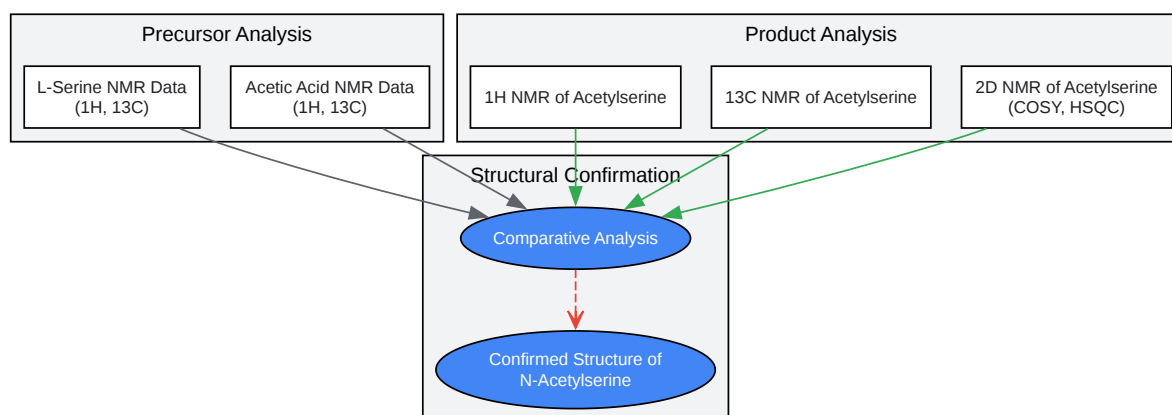 Precursor Analysis
Product Analysis
L-Serine NMR Data
(1H, 13C)
Acetic Acid NMR Data
(1H, 13C)
1H NMR of Acetylserine
13C NMR of Acetylserine
2D NMR of Acetylserine
(COSY, HSQC)
Structural Confirmation
Comparative Analysis
Confirmed Structure of
N-Acetylserine